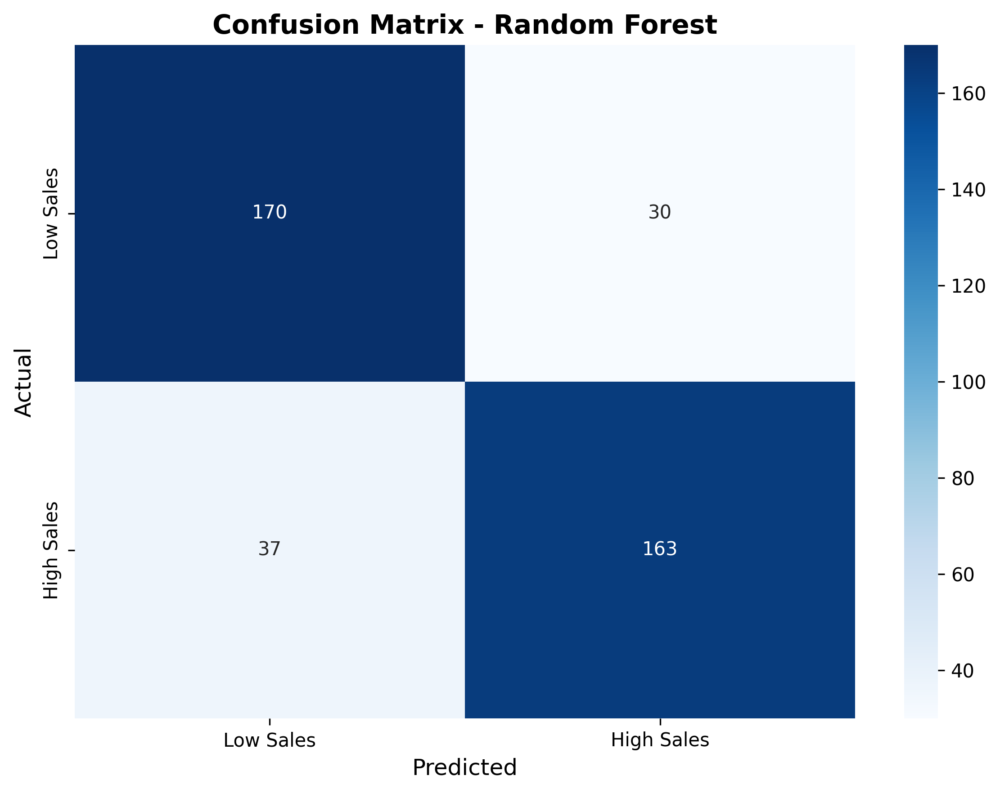 Confusion Matrix - Random Forest
Actual
Low Sales
High Sales
170
30
37
163
Low Sales
High Sales
Predicted
160
140
120
100
80
60
40